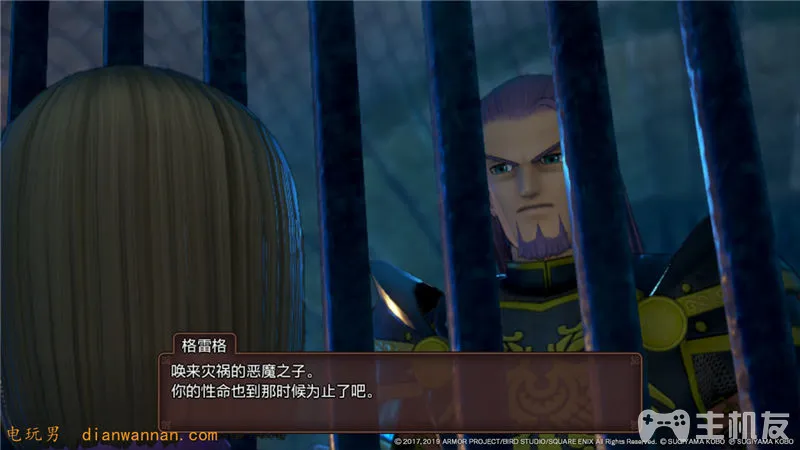 格雷格
唤来灾祸的恶魔之子。
你的性命也到那时候为止了吧。
电玩男 dianwannan.com
主机友
©2017, 2019 ARMOR PROJECT/BIRD STUDIO/SQUARE ENIX All Rights Reserved. ©SUGIYAMA KOBO ℗SUGIYAMA KOBO